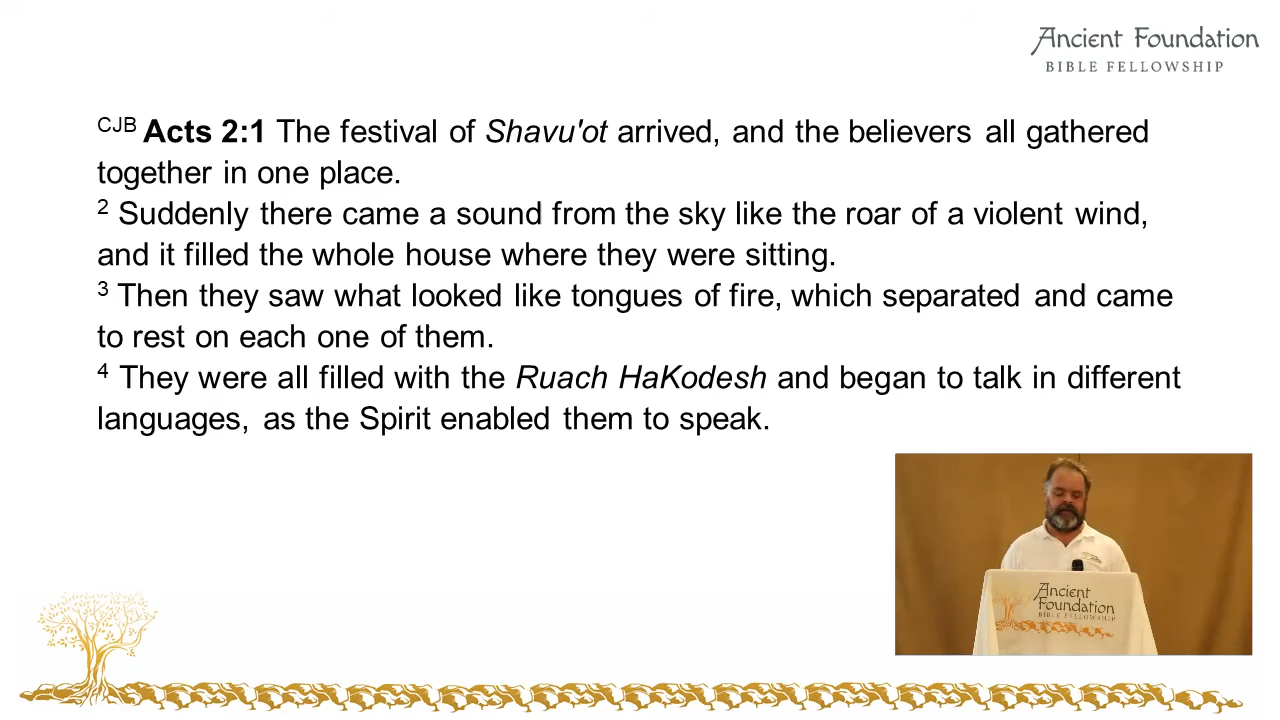 Ancient Foundation
BIBLE FELLOWSHIP
CJB Acts 2:1 The festival of Shavu'ot arrived, and the believers all gathered
together in one place.
2 Suddenly there came a sound from the sky like the roar of a violent wind,
and it filled the whole house where they were sitting.
3 Then they saw what looked like tongues of fire, which separated and came
to rest on each one of them.
4 They were all filled with the Ruach HaKodesh and began to talk in different
languages, as the Spirit enabled them to speak.
Ancient
Foundation
BIBLE FELLOWSHIP